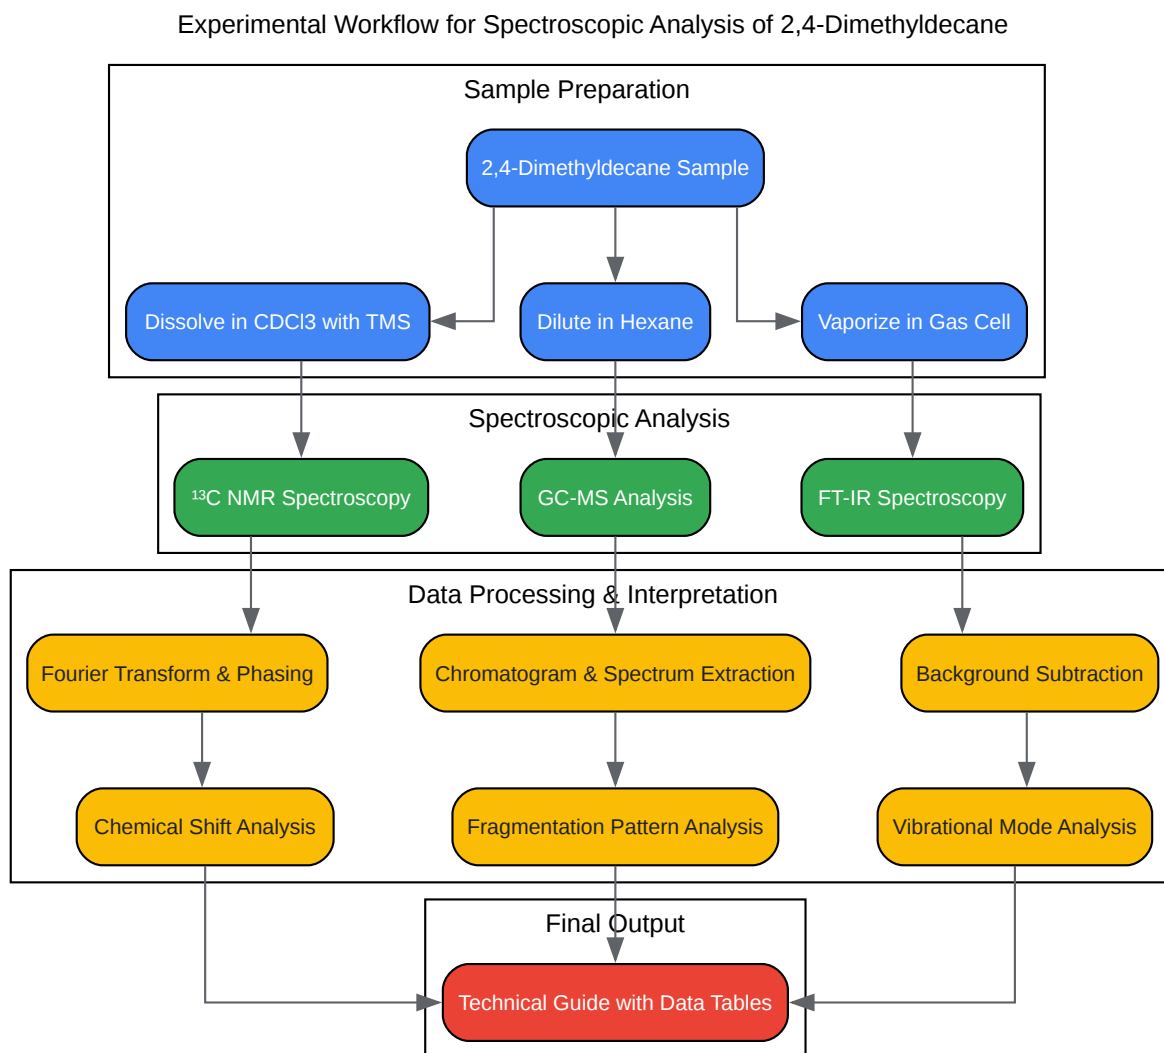 Experimental Workflow for Spectroscopic Analysis of 2,4-Dimethyldecane
Sample Preparation
2,4-Dimethyldecane Sample
Dissolve in CDCl3 with TMS
Dilute in Hexane
Vaporize in Gas Cell
Spectroscopic Analysis
¹³C NMR Spectroscopy
GC-MS Analysis
FT-IR Spectroscopy
Data Processing & Interpretation
Fourier Transform & Phasing
Chromatogram & Spectrum Extraction
Background Subtraction
Chemical Shift Analysis
Fragmentation Pattern Analysis
Vibrational Mode Analysis
Final Output
Technical Guide with Data Tables